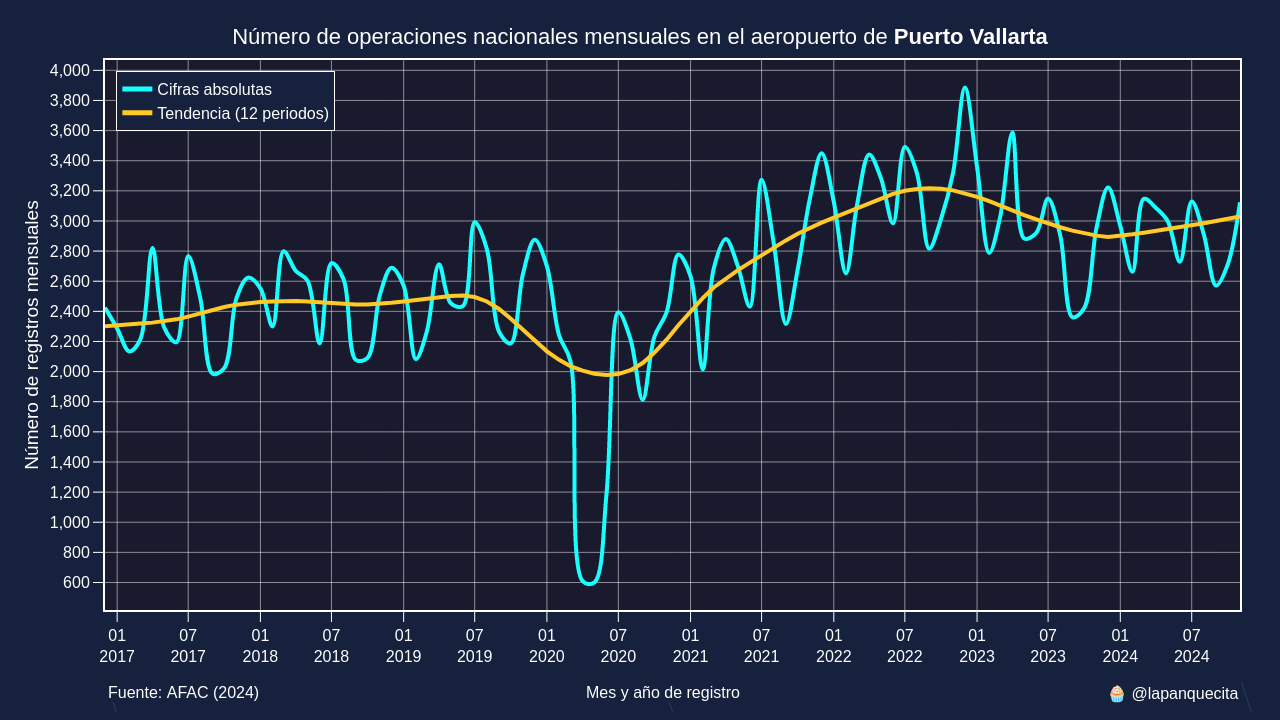 Número de operaciones nacionales mensuales en el aeropuerto de Puerto Vallarta
Cifras absolutas
Tendencia (12 periodos)
Número de registros mensuales
4,000
3,800
3,600
3,400
3,200
3,000
2,800
2,600
2,400
2,200
2,000
1,800
1,600
1,400
1,200
1,000
800
600
01 07 01 07 01 07 01 07 01 07 01 07 01 07 01 07
2017 2017 2018 2018 2019 2019 2020 2020 2021 2021 2022 2022 2023 2023 2024 2024
Fuente: AFAC (2024) Mes y año de registro 🧁 @lapanquecita